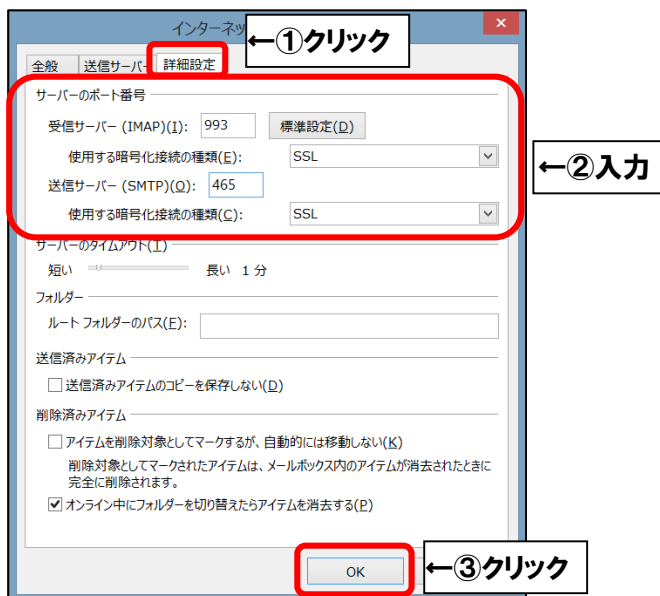 インターネッ
←①クリック
全般 送信サーバー 詳細設定
サーバーのポート番号
受信サーバー (IMAP)(I): 993 標準設定(D)
使用する暗号化接続の種類(E): SSL
←②入力
送信サーバー (SMTP)(O): 465
使用する暗号化接続の種類(C): SSL
サーバーのタイムアウト(T)
短い 長い 1 分
フォルダー
ルート フォルダーのパス(F):
送信済みアイテム
送信済みアイテムのコピーを保存しない(D)
削除済みアイテム
アイテムを削除対象としてマークするが、自動的には移動しない(K)
削除対象としてマークされたアイテムは、メールボックス内のアイテムが消去されたときに
完全に削除されます。
オンライン中にフォルダーを切り替えたらアイテムを消去する(P)
OK
←③クリック